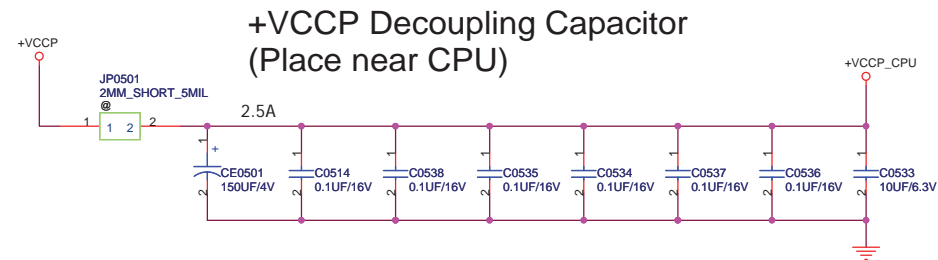 +VCCP Decoupling Capacitor
(Place near CPU)
+VCCP
+VCCP_CPU
JP0501
2MM_SHORT_5MIL
@
1 1 2 2
2.5A
1 1 1 1 1 1 1 1
+
CE0501 C0514 C0538 C0535 C0534 C0537 C0536 C0533
150UF/4V 0.1UF/16V 0.1UF/16V 0.1UF/16V 0.1UF/16V 0.1UF/16V 0.1UF/16V 10UF/6.3V
2 2 2 2 2 2 2 2